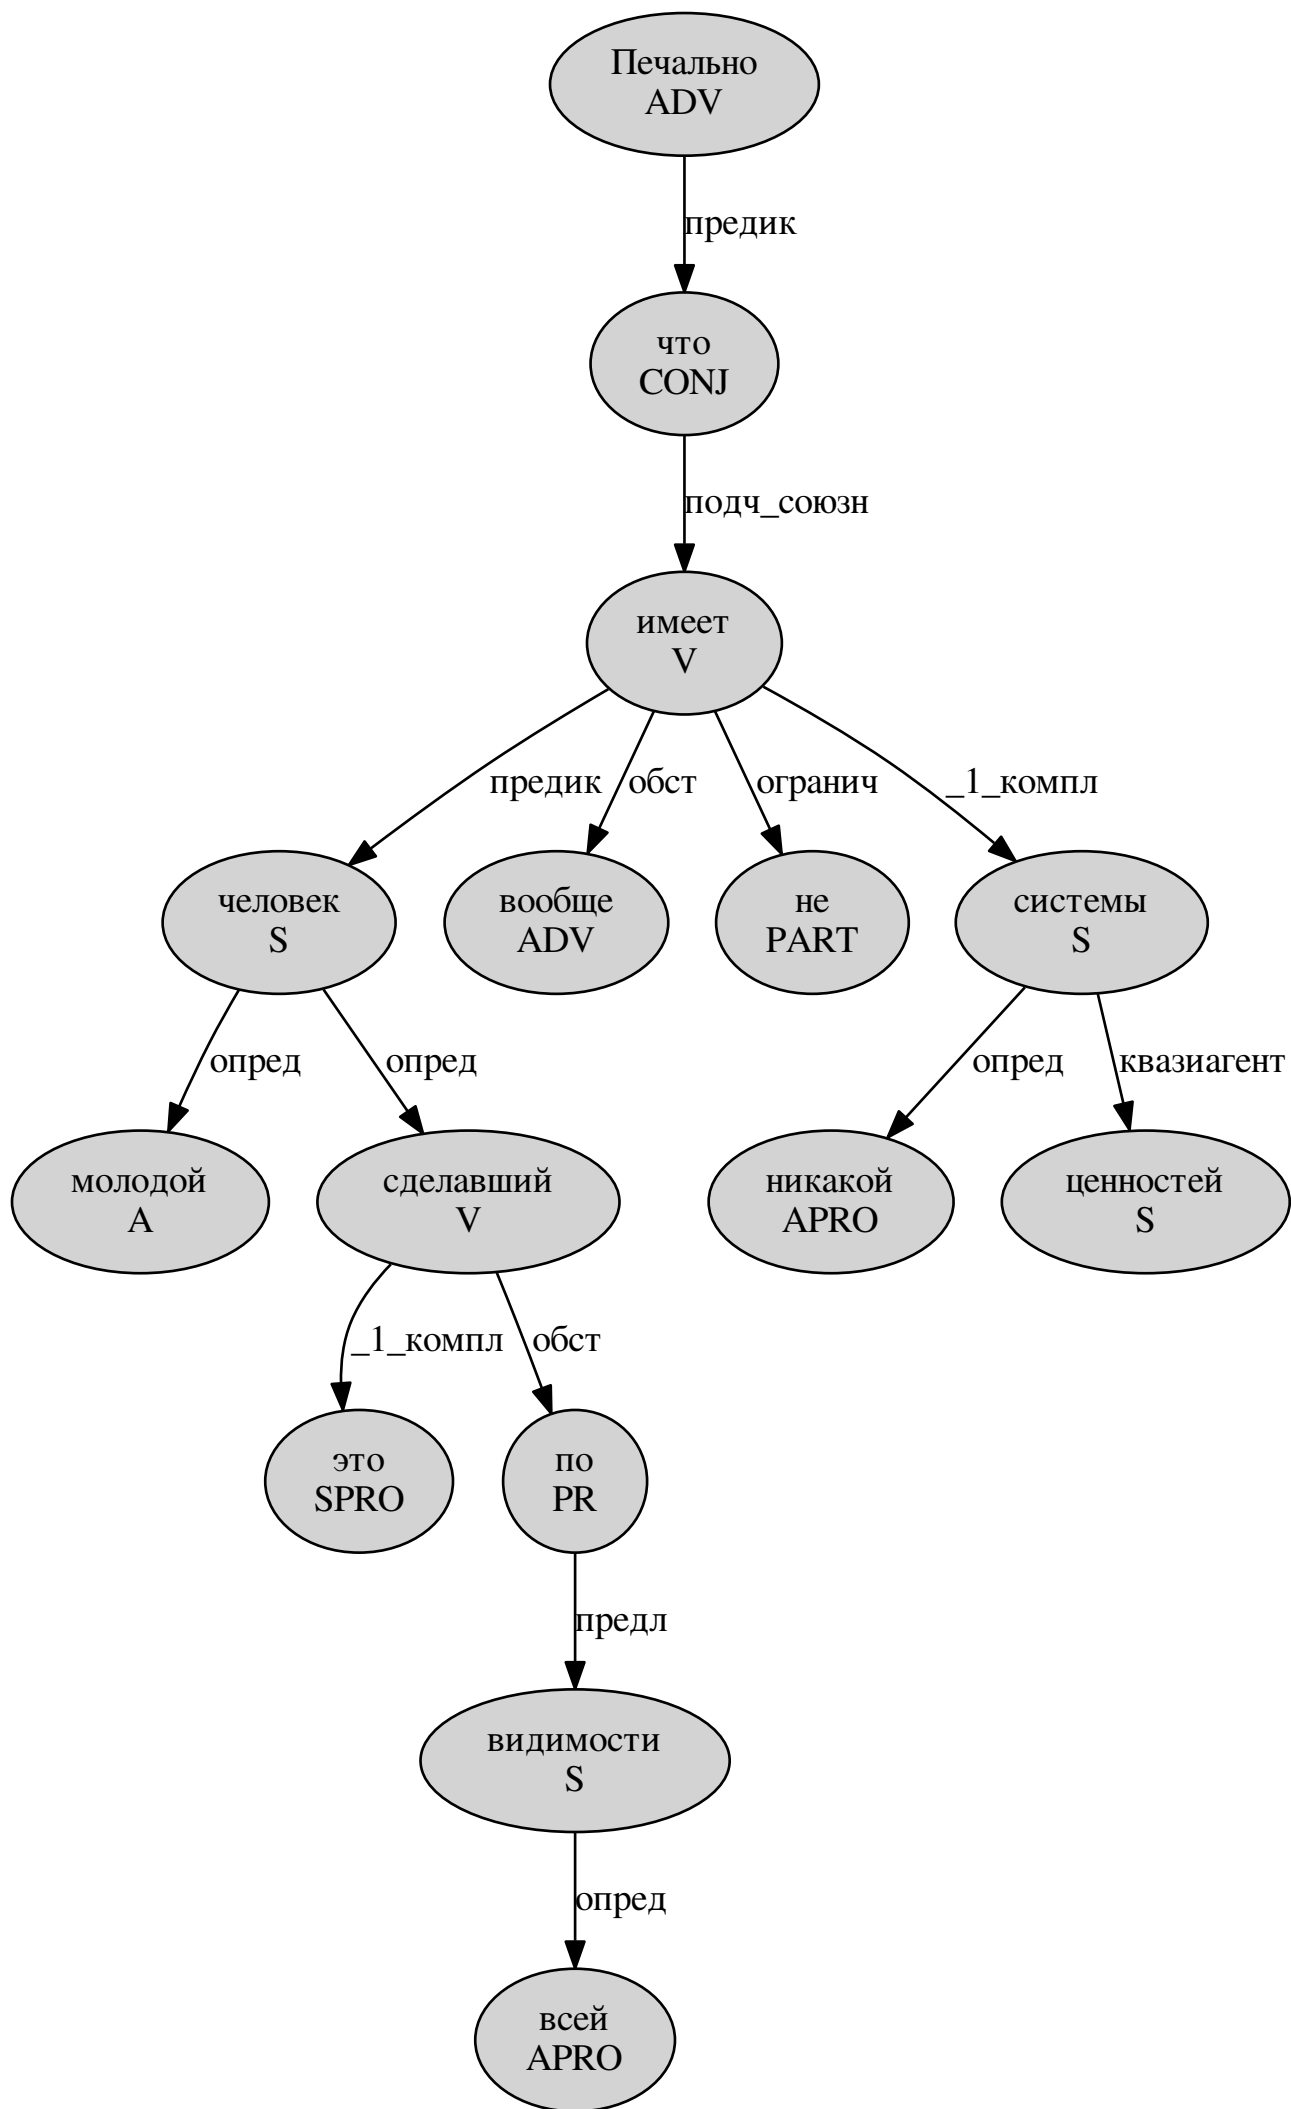 Печально
ADV
предик
что
CONJ
подч_союзн
имеет
V
предик
обст
огранич
_1_компл
человек
S
вообще
ADV
не
PART
системы
S
опред
опред
опред
квазиагент
молодой
A
сделавший
V
никакой
APRO
ценностей
S
_1_компл
обст
это
SPRO
по
PR
предл
видимости
S
опред
всей
APRO